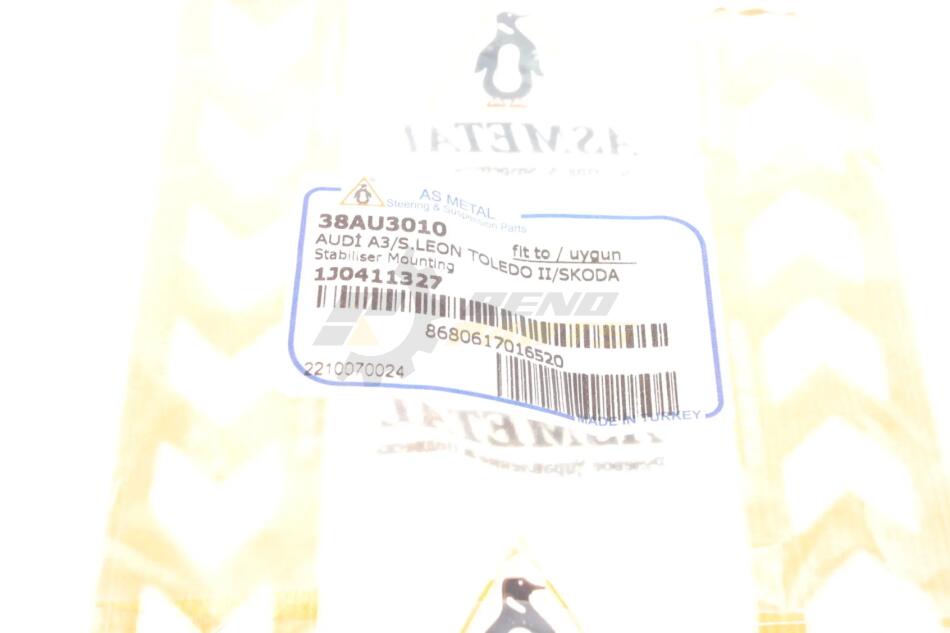 ASMETAL
AS METAL
Steering & Suspension Parts
38AU3010
fit to / uygun
AUDİ A3/S.LEON TOLEDO II/SKODA
Stabiliser Mounting
1J0411327
8680617016520
2210070024
MADE IN TURKEY
ASMETAL